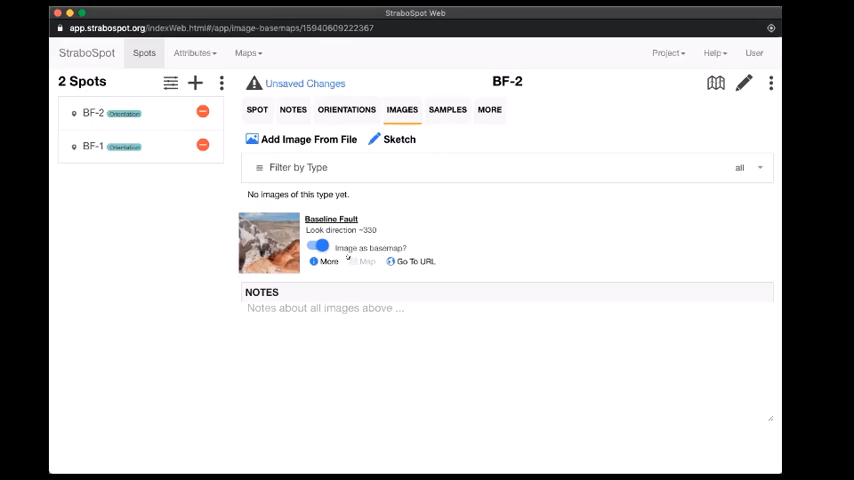 StraboSpot Web
app.strabospot.org/indexWeb.html#/app/image-basemaps/15940609222367
StraboSpot Spots Attributes Maps Project Help User
2 Spots
Unsaved Changes
BF-2
BF-2 Orientation
BF-1 Orientation
SPOT NOTES ORIENTATIONS IMAGES SAMPLES MORE
Add Image From File Sketch
Filter by Type all
No images of this type yet.
Baseline Fault
Look direction ~330
Image as basemap?
More Map Go To URL
NOTES
Notes about all images above ...